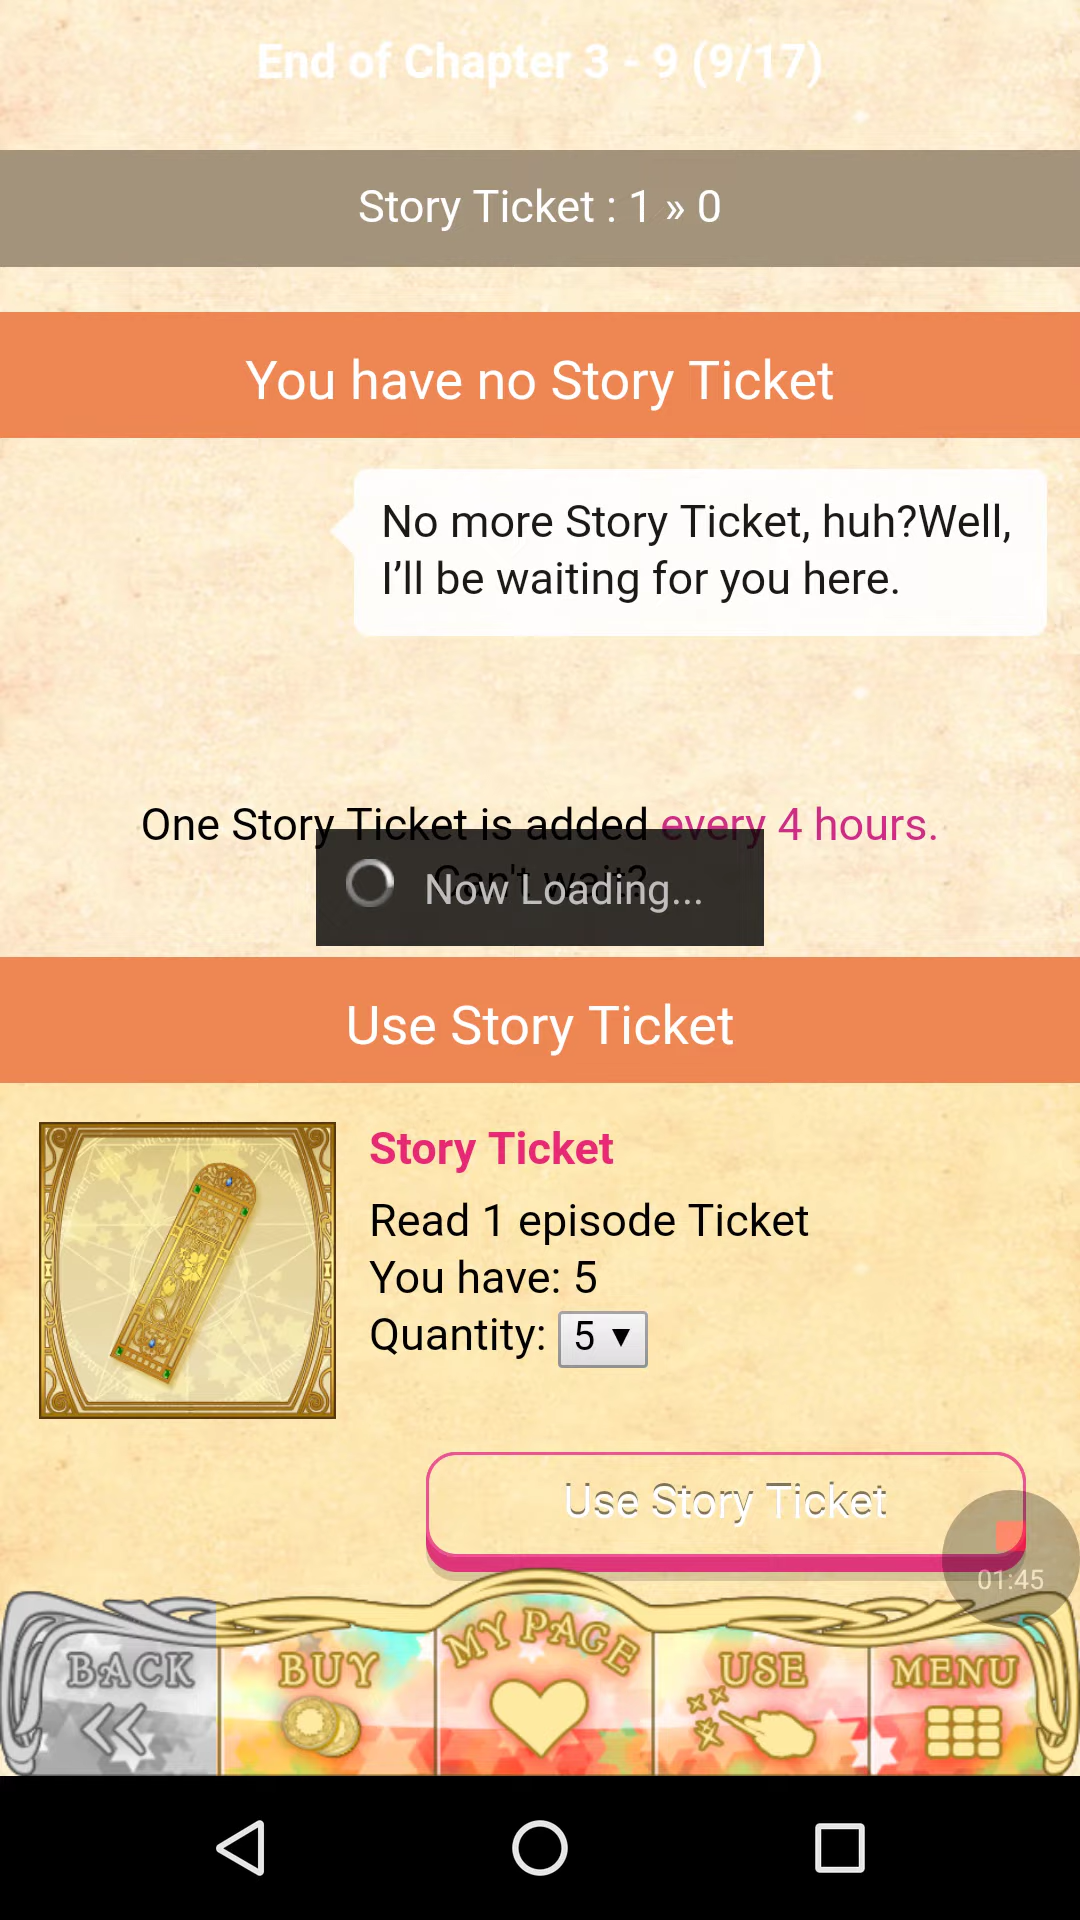 End of Chapter 3 - 9 (9/17)
Story Ticket : 1 » 0
You have no Story Ticket
No more Story Ticket, huh?Well,
I’ll be waiting for you here.
One Story Ticket is added every 4 hours.
Can't wait?
Now Loading...
Use Story Ticket
Story Ticket
Read 1 episode Ticket
You have: 5
Quantity: 5 ▼
Use Story Ticket
01:45
BACK
BUY
MY PAGE
USE
MENU